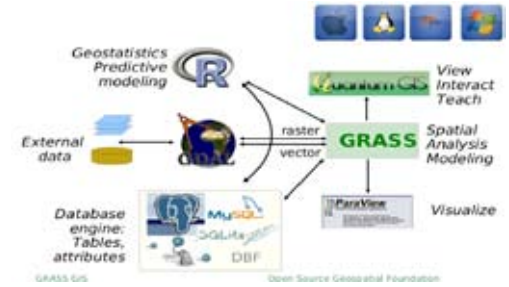 Geostatistics
Predictive
modeling
R
Quantum GIS
View
Interact
Teach
External
data
GDAL
raster
vector
GRASS
Spatial
Analysis
Modeling
Database
engine:
Tables,
attributes
MySQL
SQLite
DBF
ParaView
Visualize
GRASS GIS
Open Source Geospatial Foundation